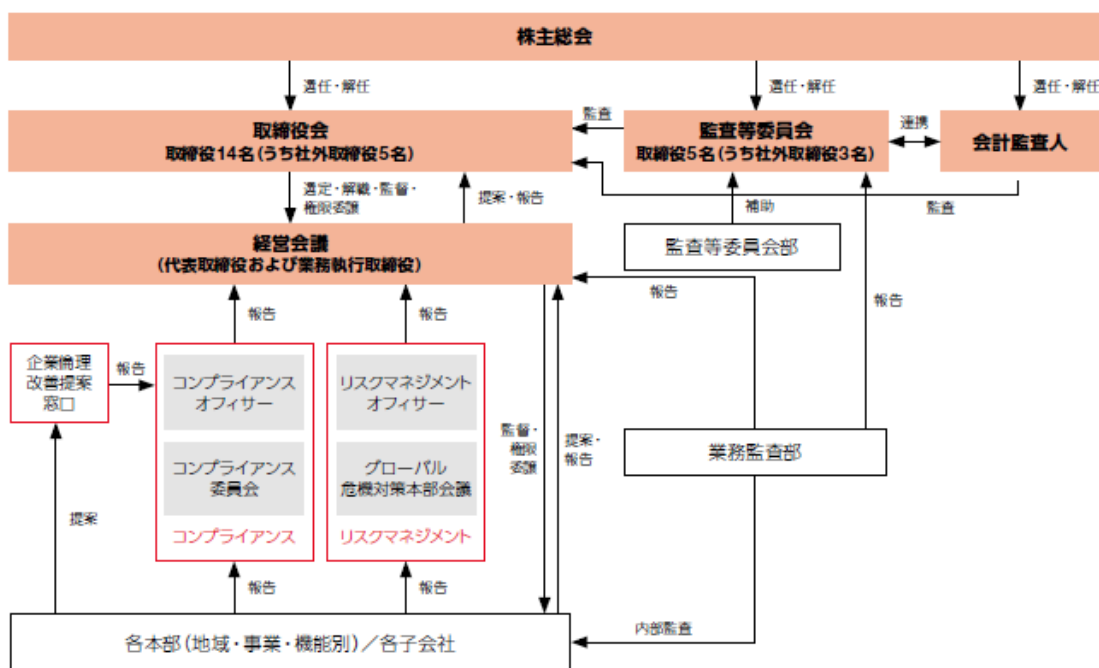 株主総会
選任・解任
選任・解任
選任・解任
取締役会
取締役14名(うち社外取締役5名)
監査
監査等委員会
取締役5名(うち社外取締役3名)
連携
会計監査人
選定・解職・監督・
権限委譲
提案・報告
補助
監査
経営会議
(代表取締役および業務執行取締役)
監査等委員会部
報告
報告
報告
報告
企業倫理
改善提案
窓口
報告
コンプライアンス
オフィサー
リスクマネジメント
オフィサー
監督・
権限
委譲
提案・
報告
業務監査部
コンプライアンス
委員会
グローバル
危機対策本部会議
提案
コンプライアンス
リスクマネジメント
報告
報告
内部監査
各本部(地域・事業・機能別)／各子会社